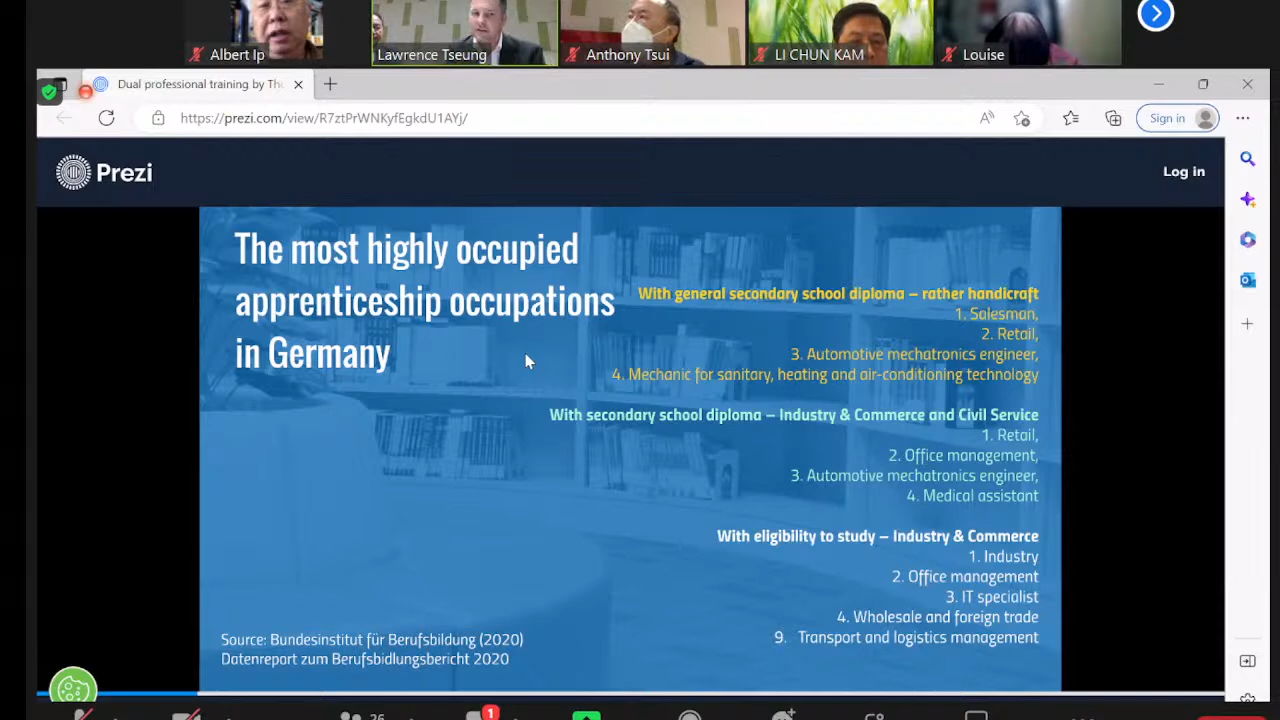 Albert Ip
Lawrence Tseung
Anthony Tsui
LI CHUN KAM
Louise
Dual professional training by The
https://prezi.com/view/R7ztPrWNKyfEgkdU1AYj/
Sign in
Prezi
Log in
The most highly occupied
apprenticeship occupations
in Germany
With general secondary school diploma – rather handicraft
1. Salesman,
2. Retail,
3. Automotive mechatronics engineer,
4. Mechanic for sanitary, heating and air-conditioning technology
With secondary school diploma – Industry & Commerce and Civil Service
1. Retail,
2. Office management,
3. Automotive mechatronics engineer,
4. Medical assistant
With eligibility to study – Industry & Commerce
1. Industry
2. Office management
3. IT specialist
4. Wholesale and foreign trade
9. Transport and logistics management
Source: Bundesinstitut für Berufsbildung (2020)
Datenreport zum Berufsbidlungsbericht 2020
26
1